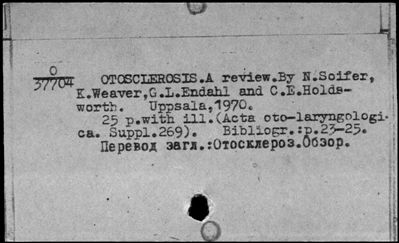 О
37704
OTOSCLEROSIS.A review.By N.Soifer,
K.Weaver,G.L.Endahl and C.E.Holds-
worth. Uppsala,1970.
25 p.with ill.(Acta oto-laryngologi-
ca. Suppl.269). Bibliogr.:p.23-25.
Перевод загл.:Отосклероз.Обзор.